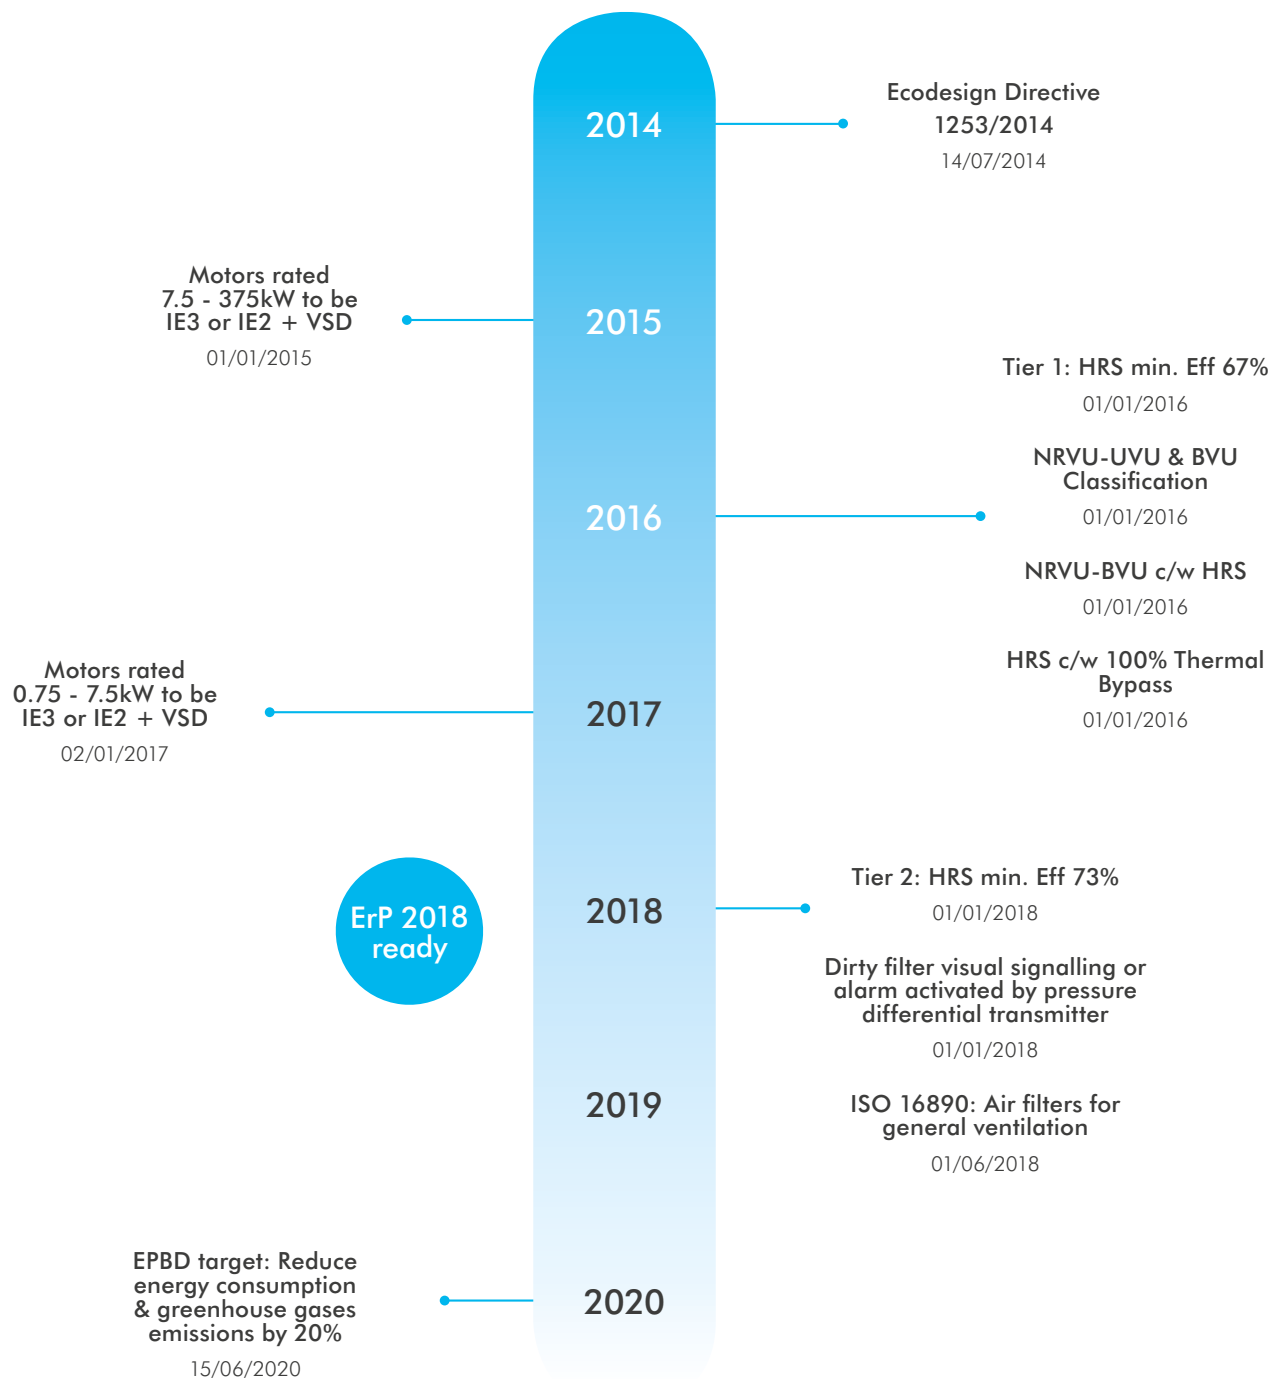 2014
Ecodesign Directive
1253/2014
14/07/2014
Motors rated
7.5 - 375kW to be
IE3 or IE2 + VSD
01/01/2015
2015
Tier 1: HRS min. Eff 67%
01/01/2016
NRVU-UVU & BVU
Classification
01/01/2016
NRVU-BVU c/w HRS
01/01/2016
HRS c/w 100% Thermal
Bypass
01/01/2016
2016
Motors rated
0.75 - 7.5kW to be
IE3 or IE2 + VSD
02/01/2017
2017
ErP 2018
ready
2018
Tier 2: HRS min. Eff 73%
01/01/2018
Dirty filter visual signalling or
alarm activated by pressure
differential transmitter
01/01/2018
ISO 16890: Air filters for
general ventilation
01/06/2018
2019
EPBD target: Reduce
energy consumption
& greenhouse gases
emissions by 20%
15/06/2020
2020